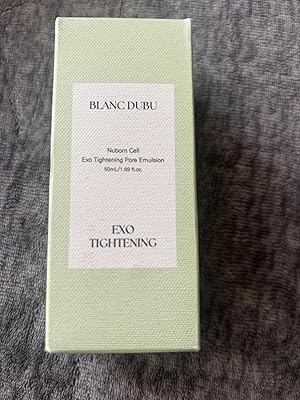 BLANC DUBU
Nuborn Cell
Exo Tightening Pore Emulsion
50mL/1.69 fl.oz.
EXO
TIGHTENING